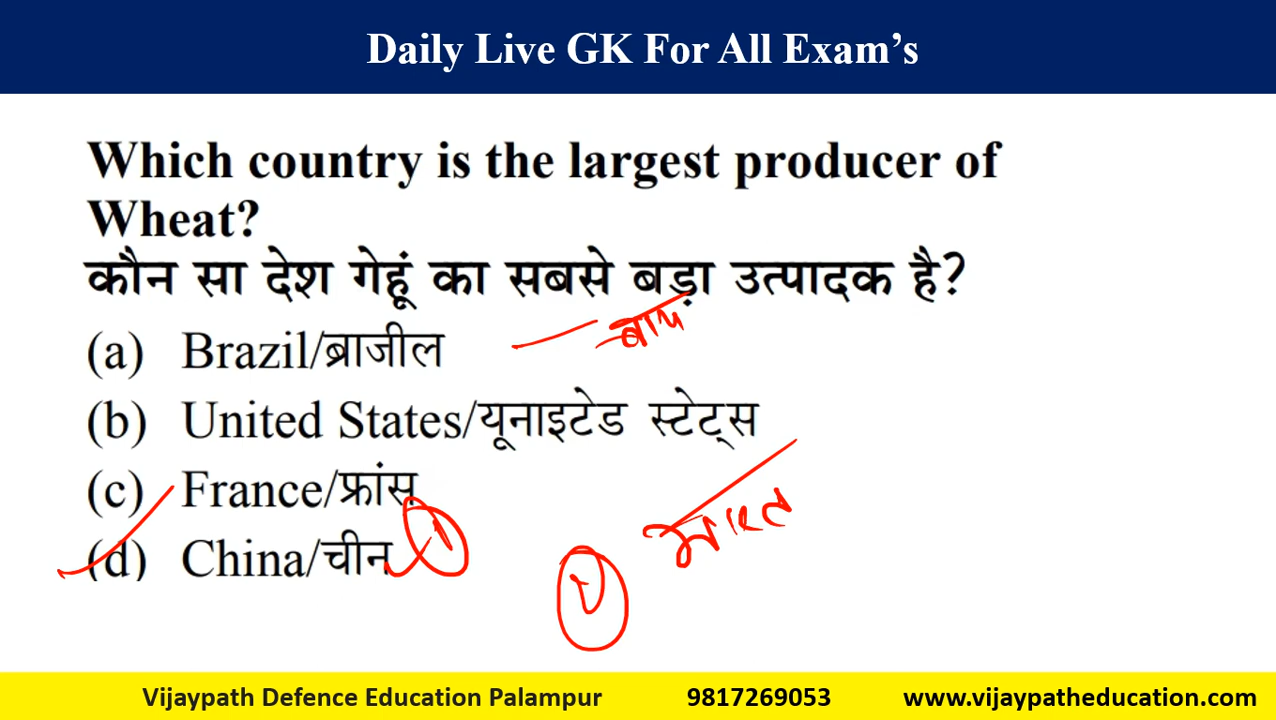 Daily Live GK For All Exam's
Which country is the largest producer of
Wheat?
कौन सा देश गेहूं का सबसे बड़ा उत्पादक है?
(a) Brazil/ब्राजील
(b) United States/यूनाइटेड स्टेट्स
(c) France/फ्रांस
(d) China/चीन
भारत
Vijaypath Defence Education Palampur 9817269053 www.vijaypatheducation.com